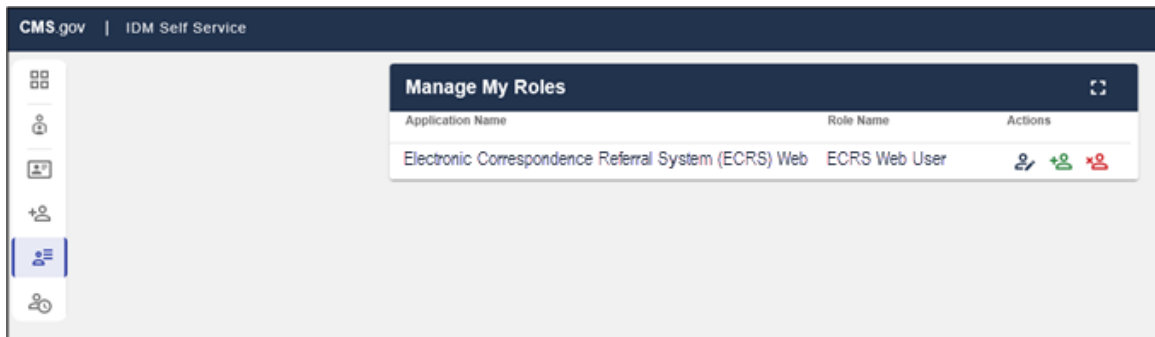 CMS.gov | IDM Self Service
Manage My Roles
Application Name Role Name Actions
Electronic Correspondence Referral System (ECRS) Web ECRS Web User